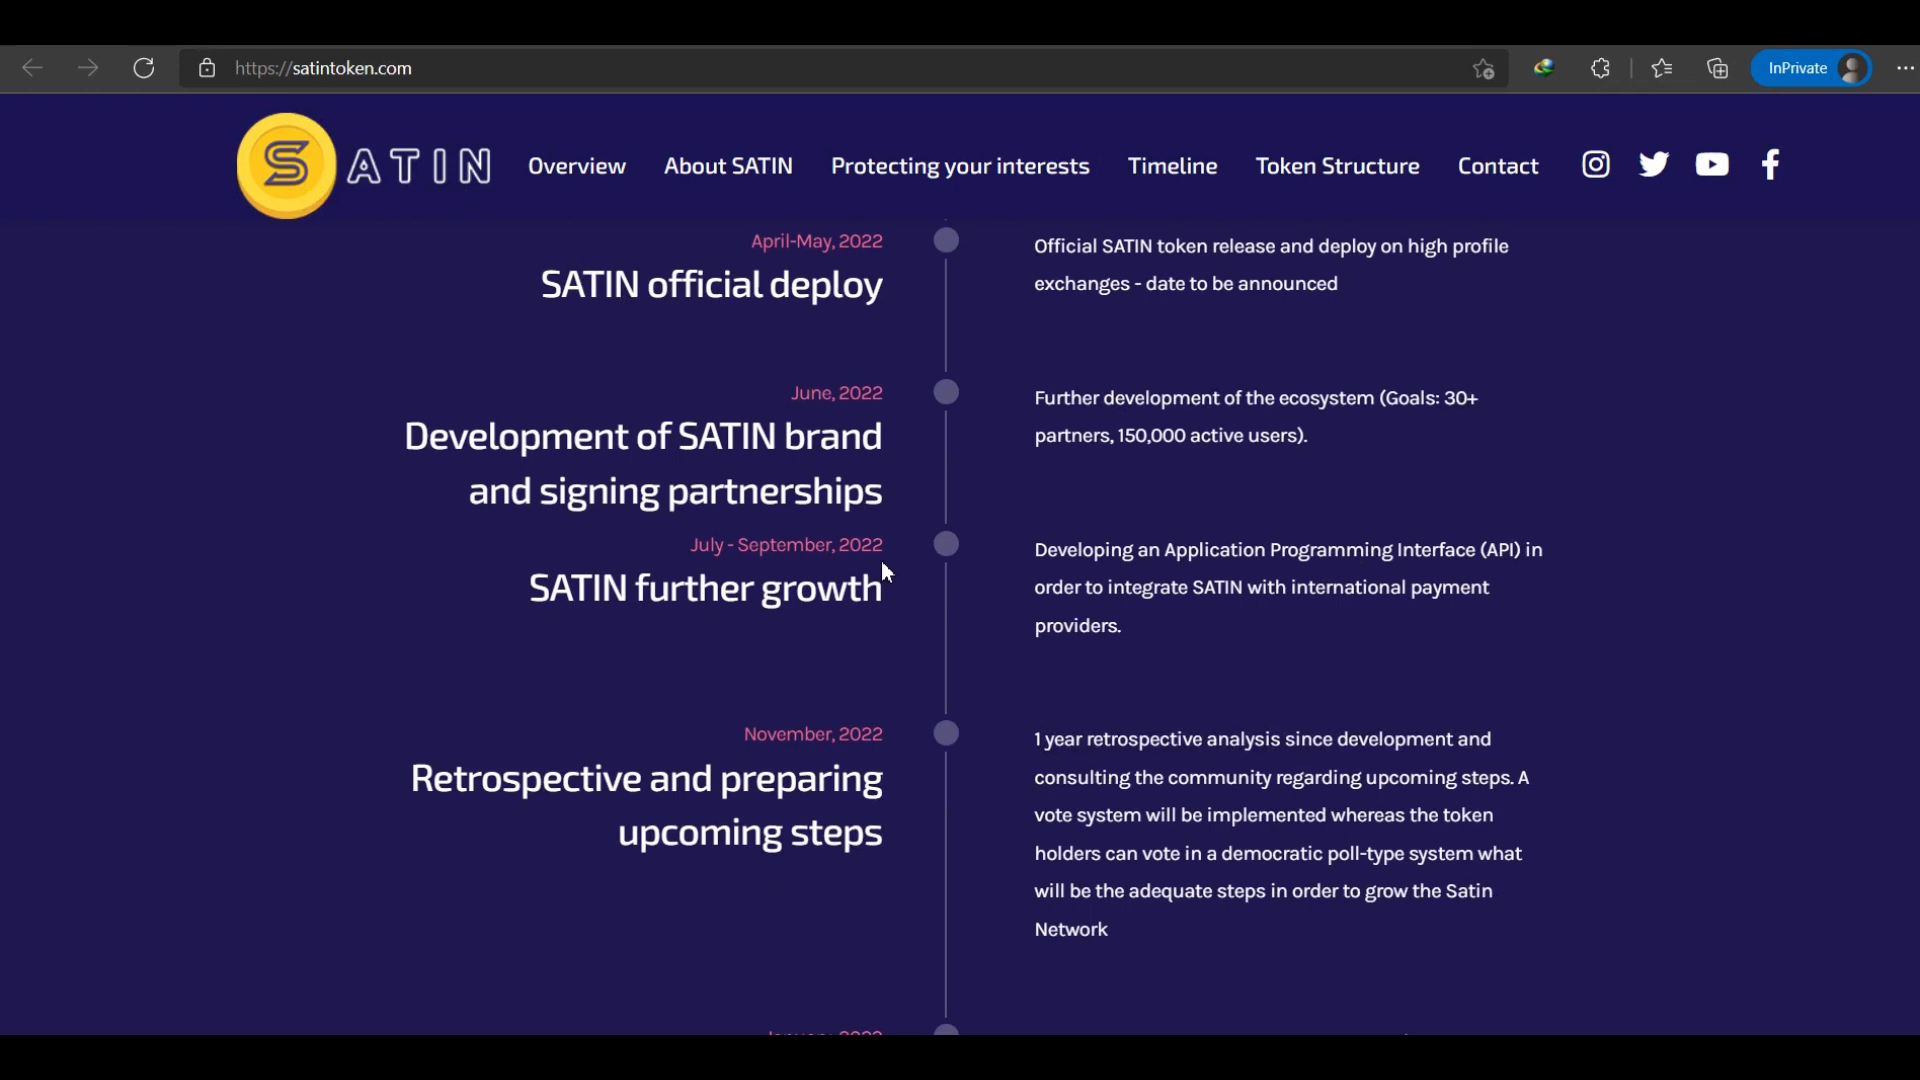 https://satintoken.com
InPrivate
SATIN
Overview
About SATIN
Protecting your interests
Timeline
Token Structure
Contact
April-May, 2022
SATIN official deploy
Official SATIN token release and deploy on high profile
exchanges - date to be announced
June, 2022
Development of SATIN brand
and signing partnerships
Further development of the ecosystem (Goals: 30+
partners, 150,000 active users).
July - September, 2022
SATIN further growth
Developing an Application Programming Interface (API) in
order to integrate SATIN with international payment
providers.
November, 2022
Retrospective and preparing
upcoming steps
1 year retrospective analysis since development and
consulting the community regarding upcoming steps. A
vote system will be implemented whereas the token
holders can vote in a democratic poll-type system what
will be the adequate steps in order to grow the Satin
Network